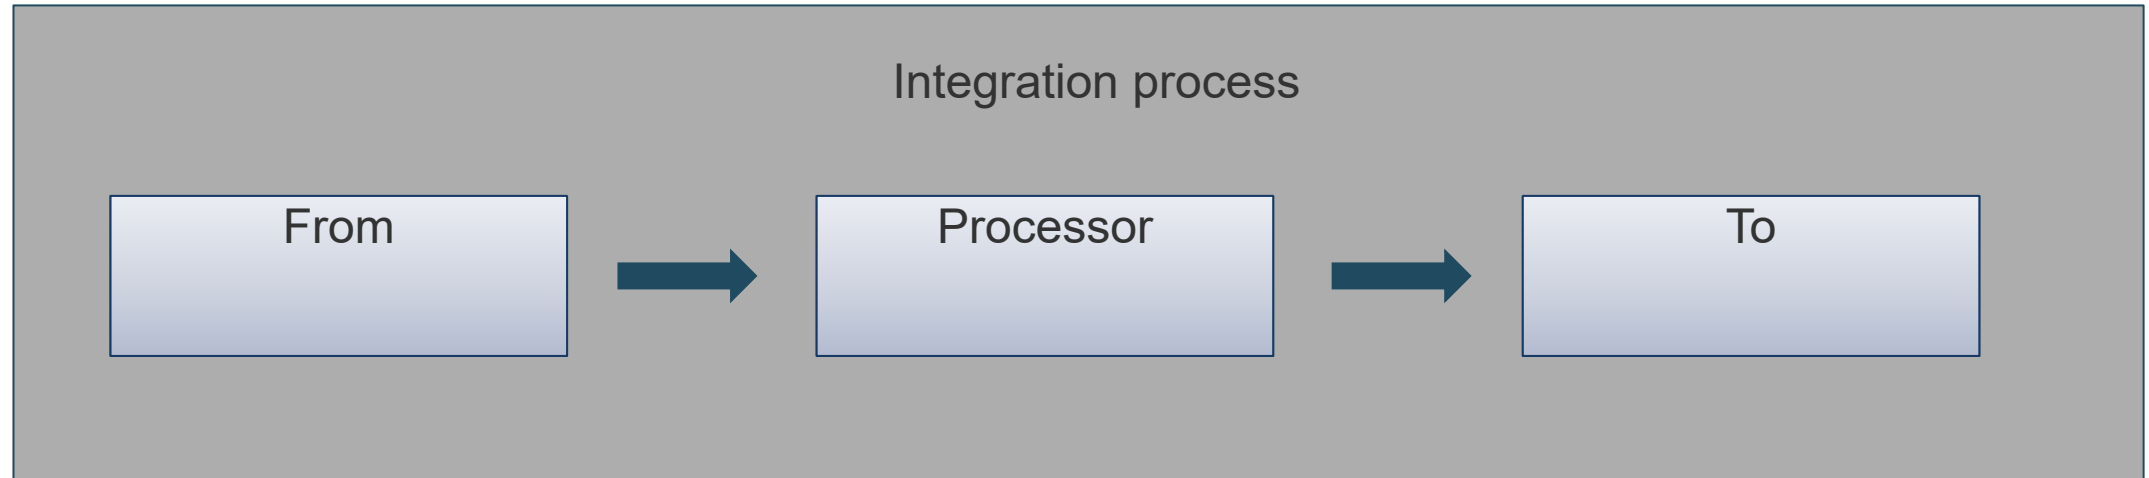 Integration process
From
Processor
To